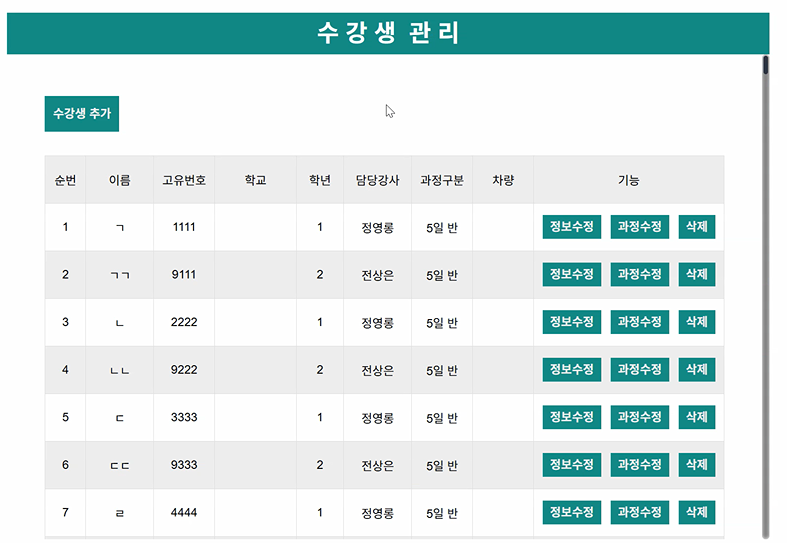 수강생 관리
수강생 추가
순번 이름 고유번호 학교 학년 담당강사 과정구분 차량 기능
1 ㄱ 1111 1 정영롱 5일 반 정보수정 과정수정 삭제
2 ㄱㄱ 9111 2 전상은 5일 반 정보수정 과정수정 삭제
3 ㄴ 2222 1 정영롱 5일 반 정보수정 과정수정 삭제
4 ㄴㄴ 9222 2 전상은 5일 반 정보수정 과정수정 삭제
5 ㄷ 3333 1 정영롱 5일 반 정보수정 과정수정 삭제
6 ㄷㄷ 9333 2 전상은 5일 반 정보수정 과정수정 삭제
7 ㄹ 4444 1 정영롱 5일 반 정보수정 과정수정 삭제